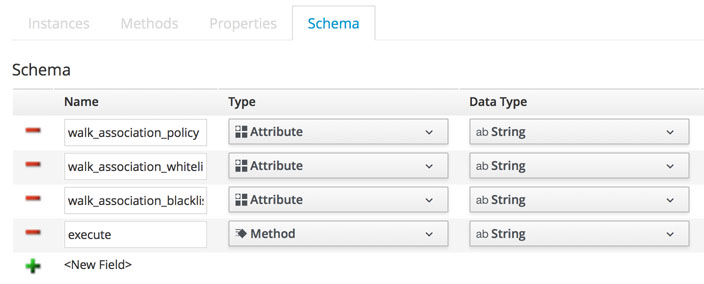 Instances Methods Properties Schema
Schema
Name Type Data Type
walk_association_policy Attribute ab String
walk_association_whiteli Attribute ab String
walk_association_blacklis Attribute ab String
execute Method ab String
<New Field>